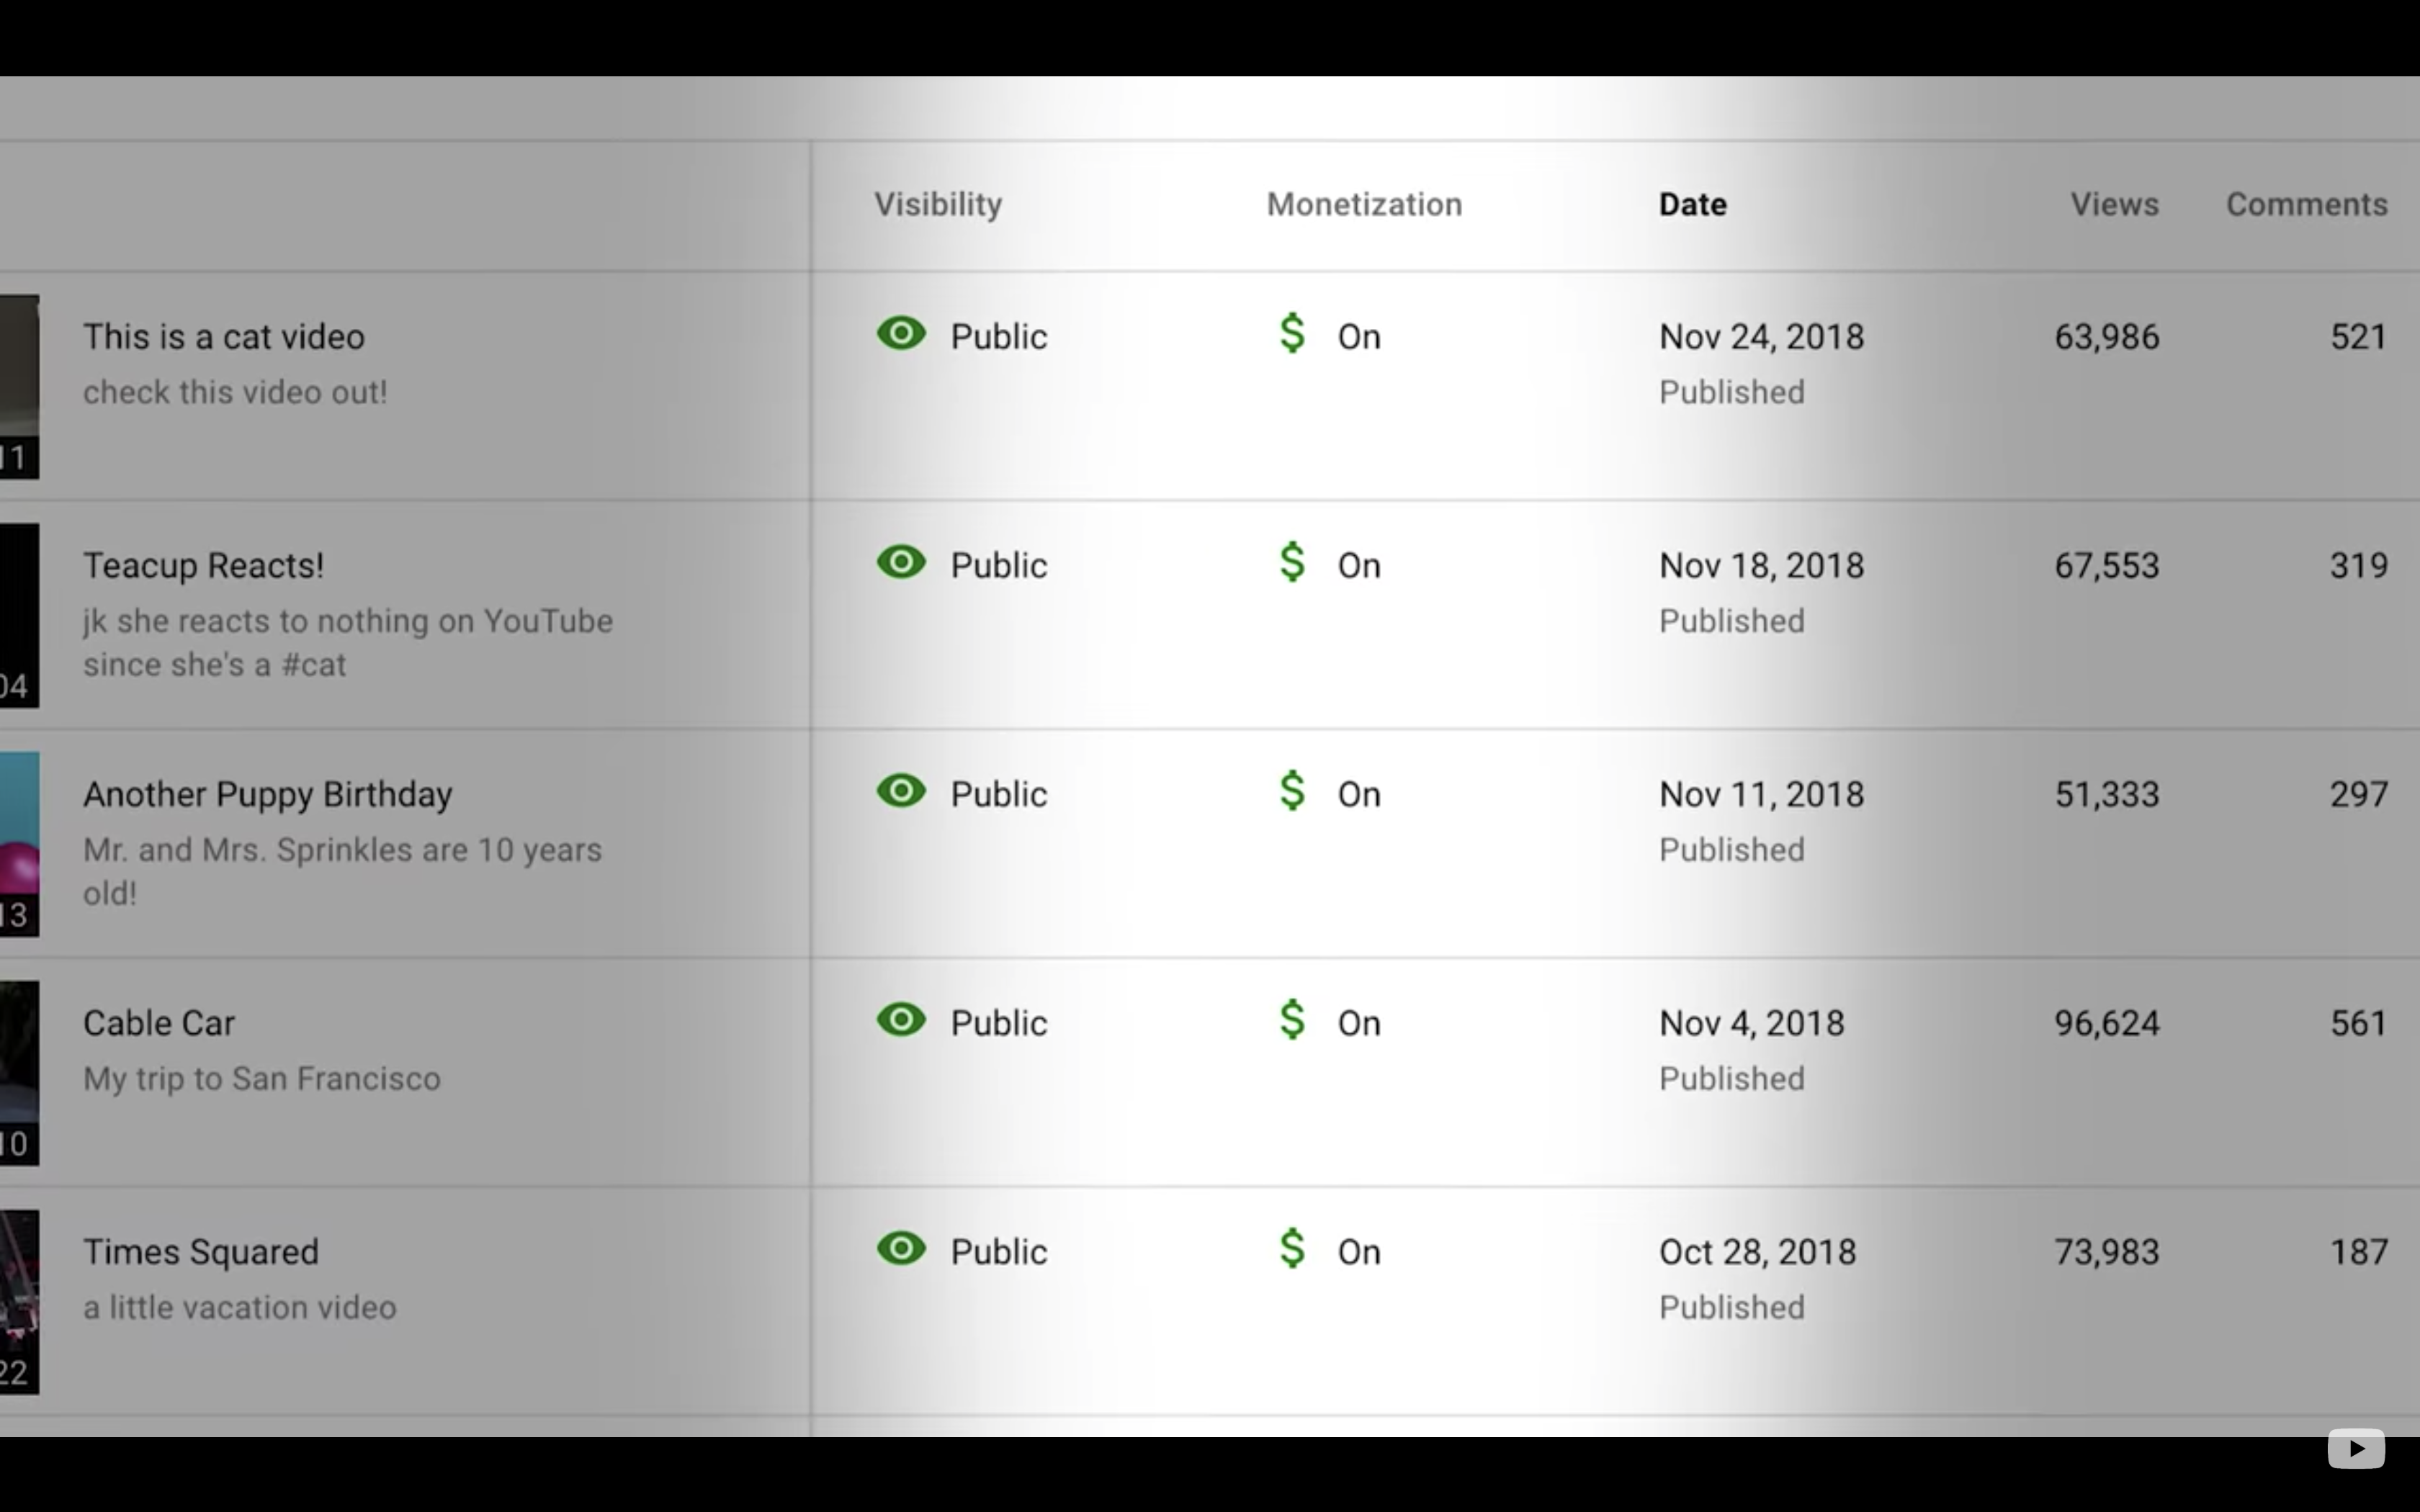 Visibility Monetization Date Views Comments
This is a cat video Public $ On Nov 24, 2018 63,986 521
check this video out! Published
11
Teacup Reacts! Public $ On Nov 18, 2018 67,553 319
jk she reacts to nothing on YouTube Published
since she's a #cat
04
Another Puppy Birthday Public $ On Nov 11, 2018 51,333 297
Mr. and Mrs. Sprinkles are 10 years Published
old!
13
Cable Car Public $ On Nov 4, 2018 96,624 561
My trip to San Francisco Published
10
Times Squared Public $ On Oct 28, 2018 73,983 187
a little vacation video Published
22